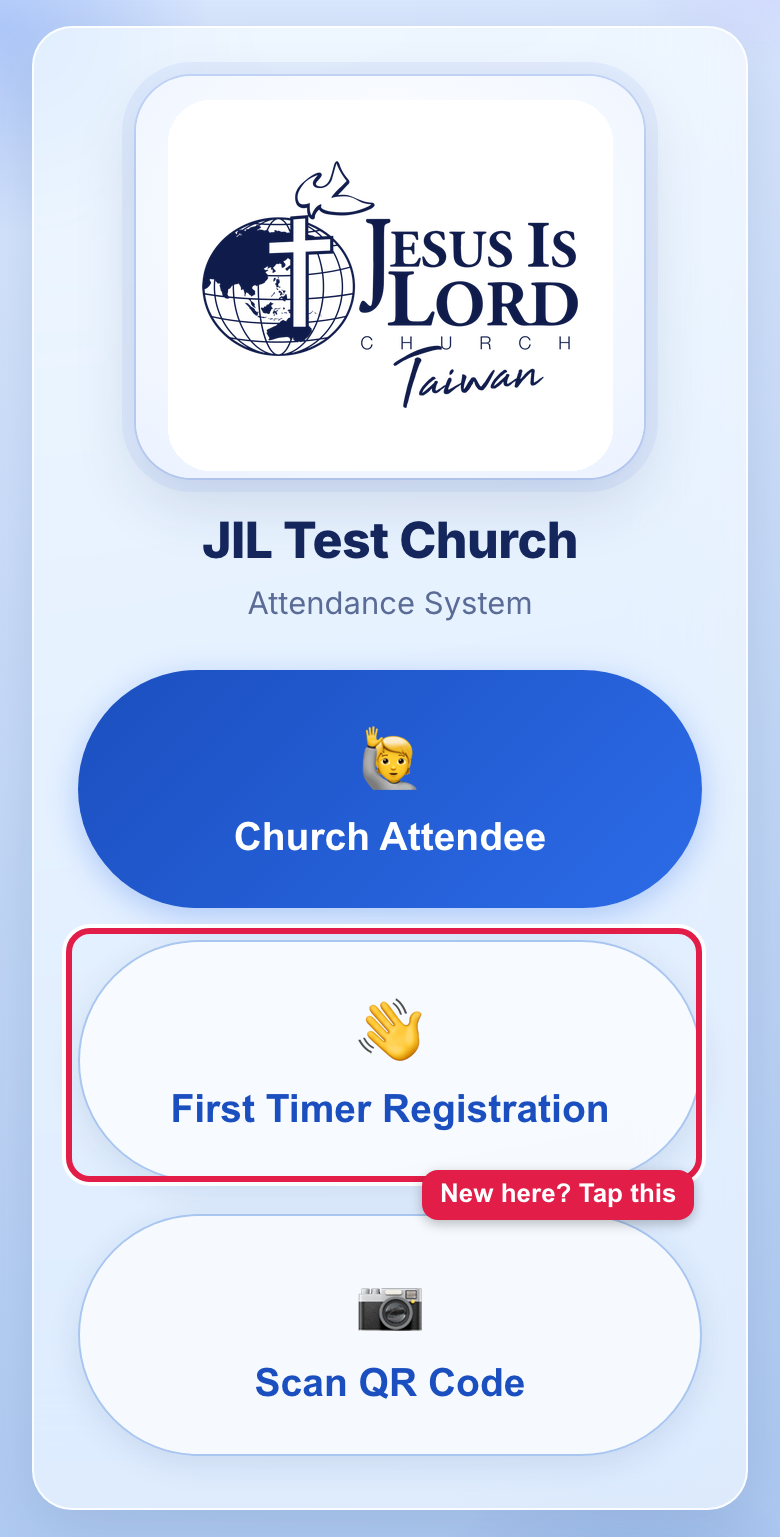 JESUS IS
LORD
CHURCH
Taiwan
JIL Test Church
Attendance System
Church Attendee
First Timer Registration
New here? Tap this
Scan QR Code